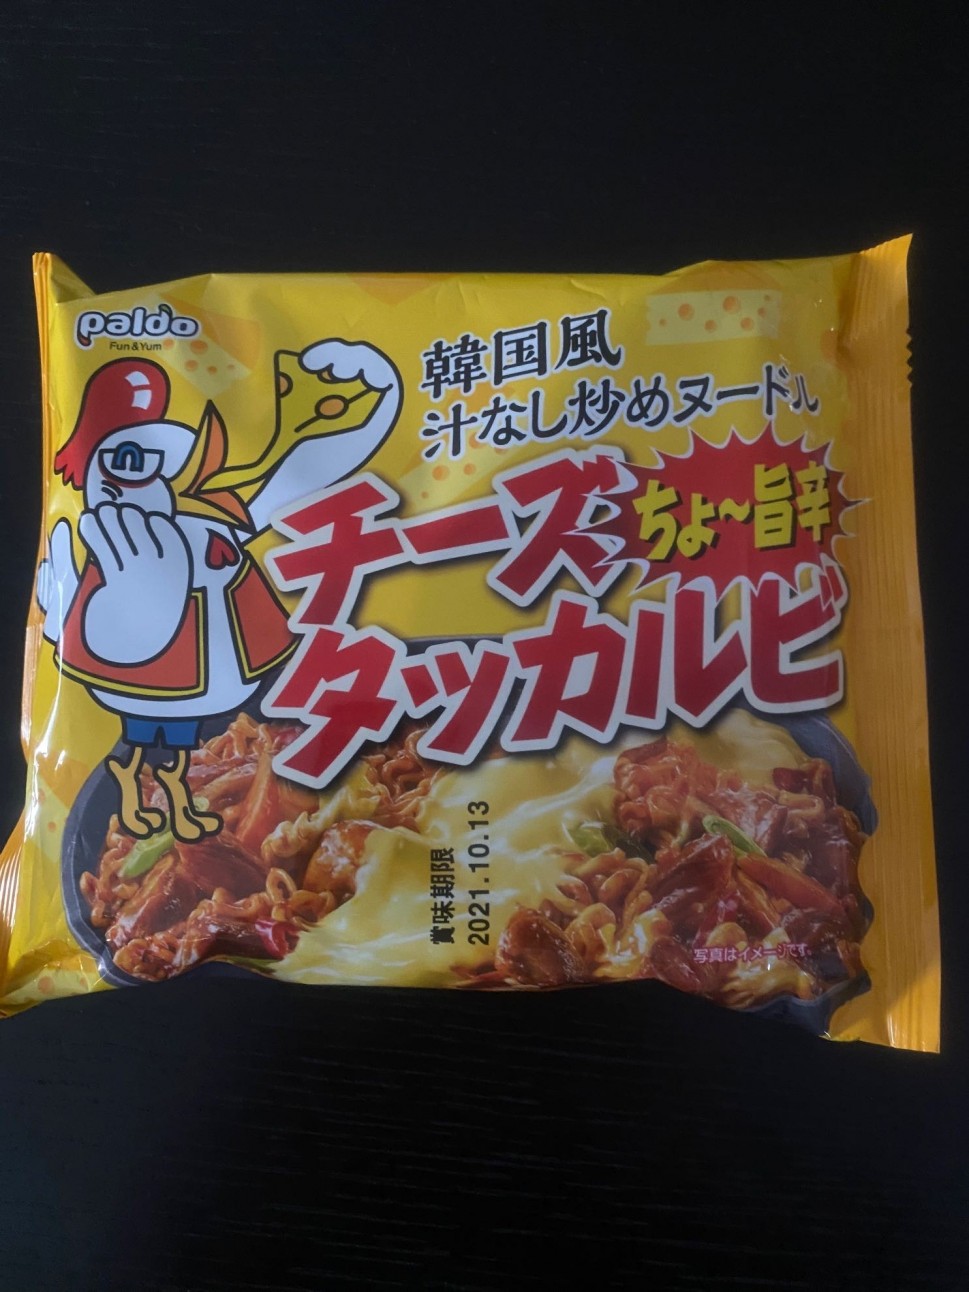 paldo
Fun & Yum
韓国風
汁なし炒めヌードル
チーズ
ちょ~旨辛
タッカルビ
賞味期限
2021.10.13
写真はイメージです。